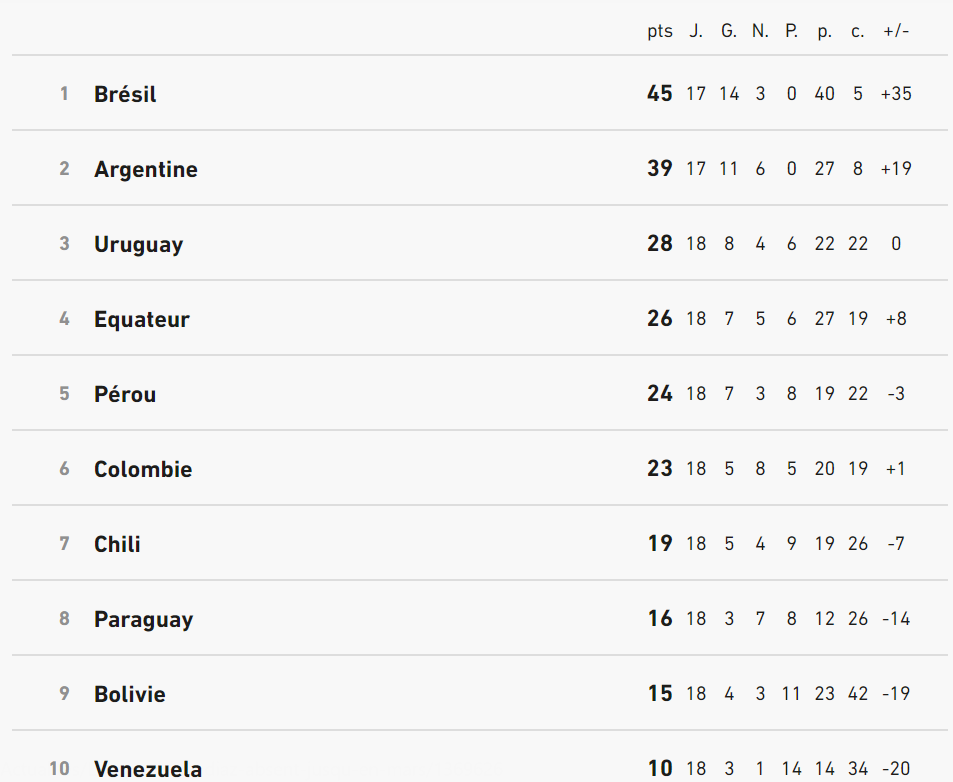 pts J. G. N. P. p. c. +/-
1 Brésil 45 17 14 3 0 40 5 +35
2 Argentine 39 17 11 6 0 27 8 +19
3 Uruguay 28 18 8 4 6 22 22 0
4 Equateur 26 18 7 5 6 27 19 +8
5 Pérou 24 18 7 3 8 19 22 -3
6 Colombie 23 18 5 8 5 20 19 +1
7 Chili 19 18 5 4 9 19 26 -7
8 Paraguay 16 18 3 7 8 12 26 -14
9 Bolivie 15 18 4 3 11 23 42 -19
10 Venezuela 10 18 3 1 14 14 34 -20